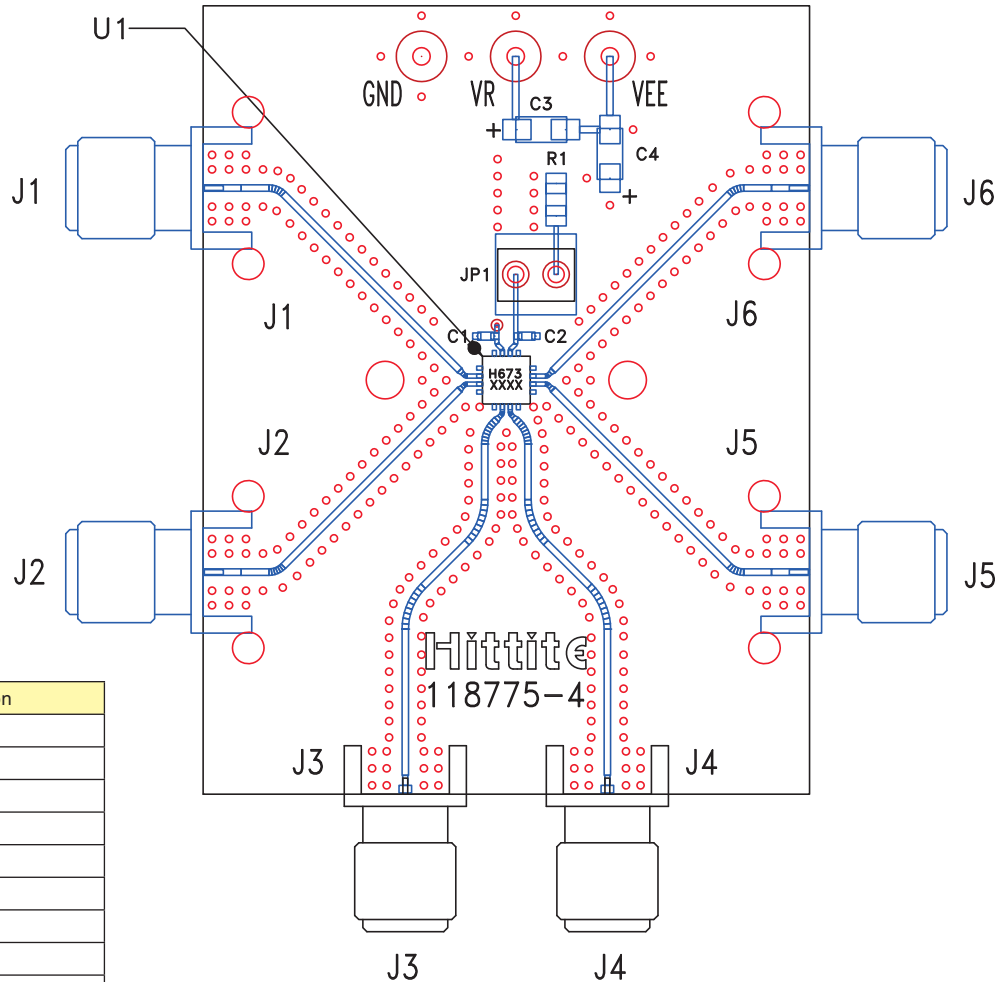 U1
GND VR VEE
C3
+
C4
R1
+
J1
J6
JP1
J1
J6
C1 C2
H673
XXXX
J2
J5
J2
J5
Hittite
118775-4
on
J3
J4
J3
J4